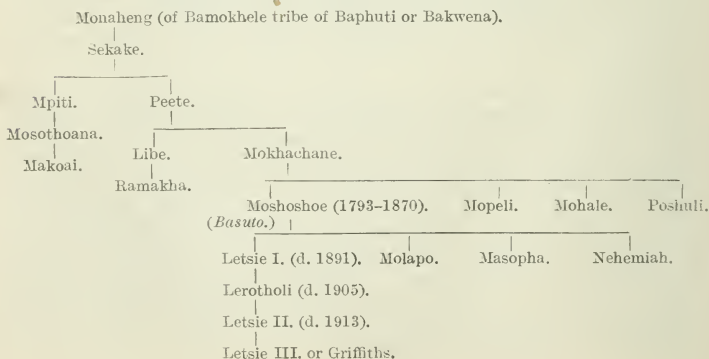 Monaheng (of Bamokhele tribe of Baphuti or Bakwena).
Sekake.
Mpiti. Peete.
Mosothoana.
Libe. Mokhachane.
Makoai.
Ramakha.
Moshoshoe (1793–1870). Mopeli. Mohale. Poshuli.
(Basuto.)
Letsie I. (d. 1891). Molapo. Masopha. Nehemiah.
Lerotholi (d. 1905).
Letsie II. (d. 1913).
Letsie III. or Griffiths.